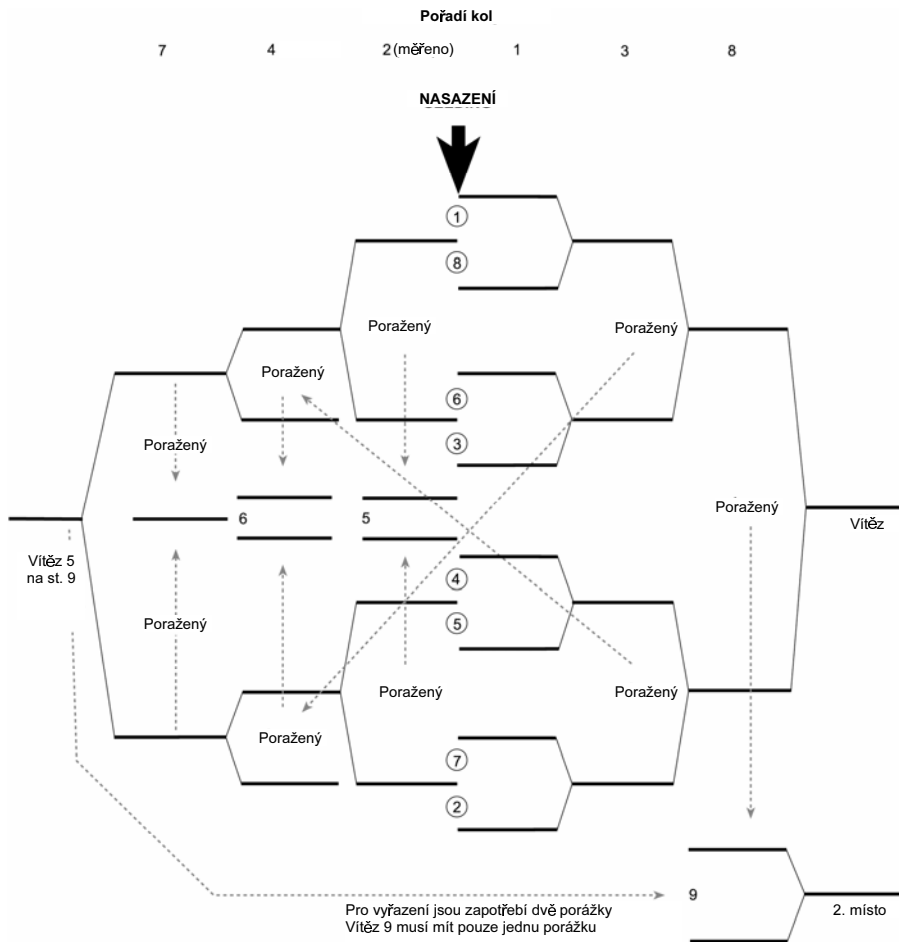 Pořadí kol
7 4 2 (měřeno) 1 3 8
NASAZENÍ
1
8
Poražený
Poražený
Poražený
6
Poražený
3
6
5
Poražený
Vítěz
Vítěz 5
na st. 9
4
5
Poražený
Poražený
Poražený
Poražený
7
2
9
Pro vyřazení jsou zapotřebí dvě porážky
Vítěz 9 musí mít pouze jednu porážku
2. místo